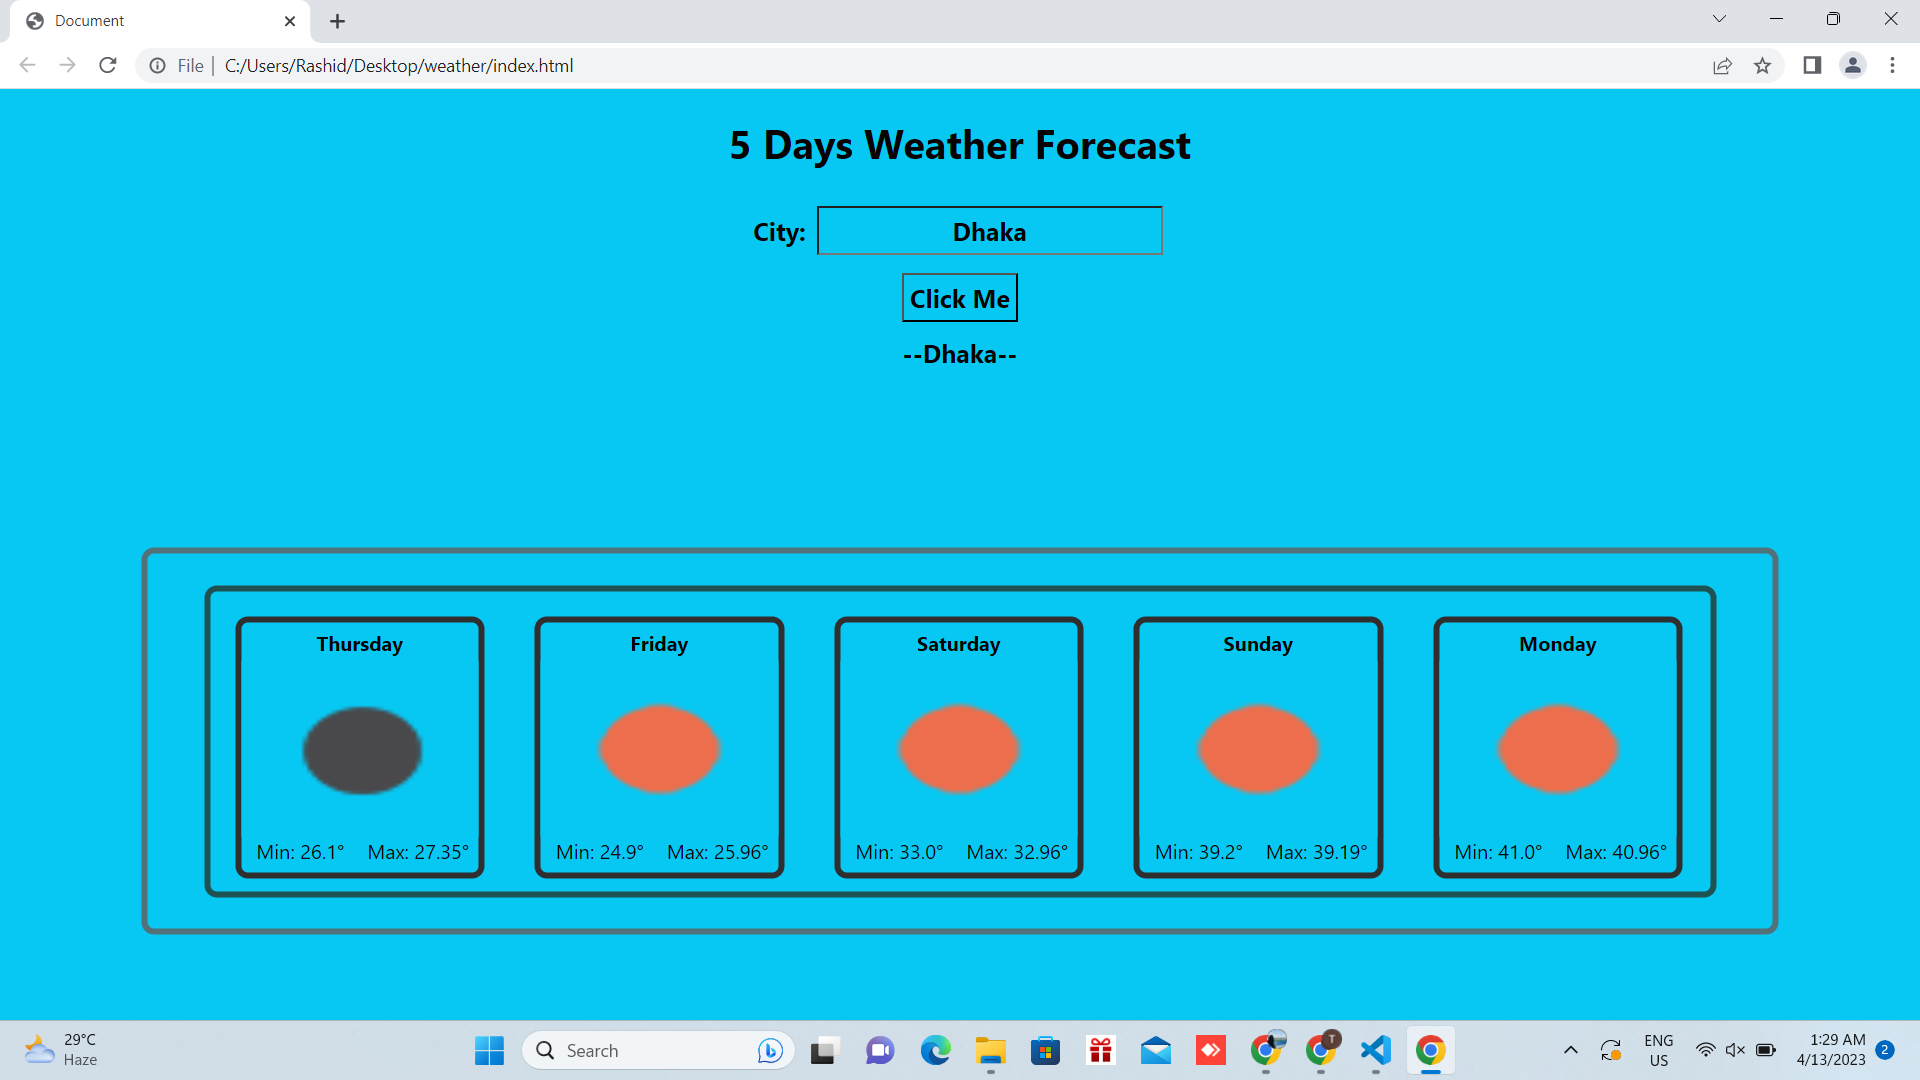 Document
File | C:/Users/Rashid/Desktop/weather/index.html
5 Days Weather Forecast
City: Dhaka
Click Me
--Dhaka--
Thursday
Min: 26.1° Max: 27.35°
Friday
Min: 24.9° Max: 25.96°
Saturday
Min: 33.0° Max: 32.96°
Sunday
Min: 39.2° Max: 39.19°
Monday
Min: 41.0° Max: 40.96°
29°C
Haze
Search
T
ENG
US
1:29 AM
4/13/2023
2